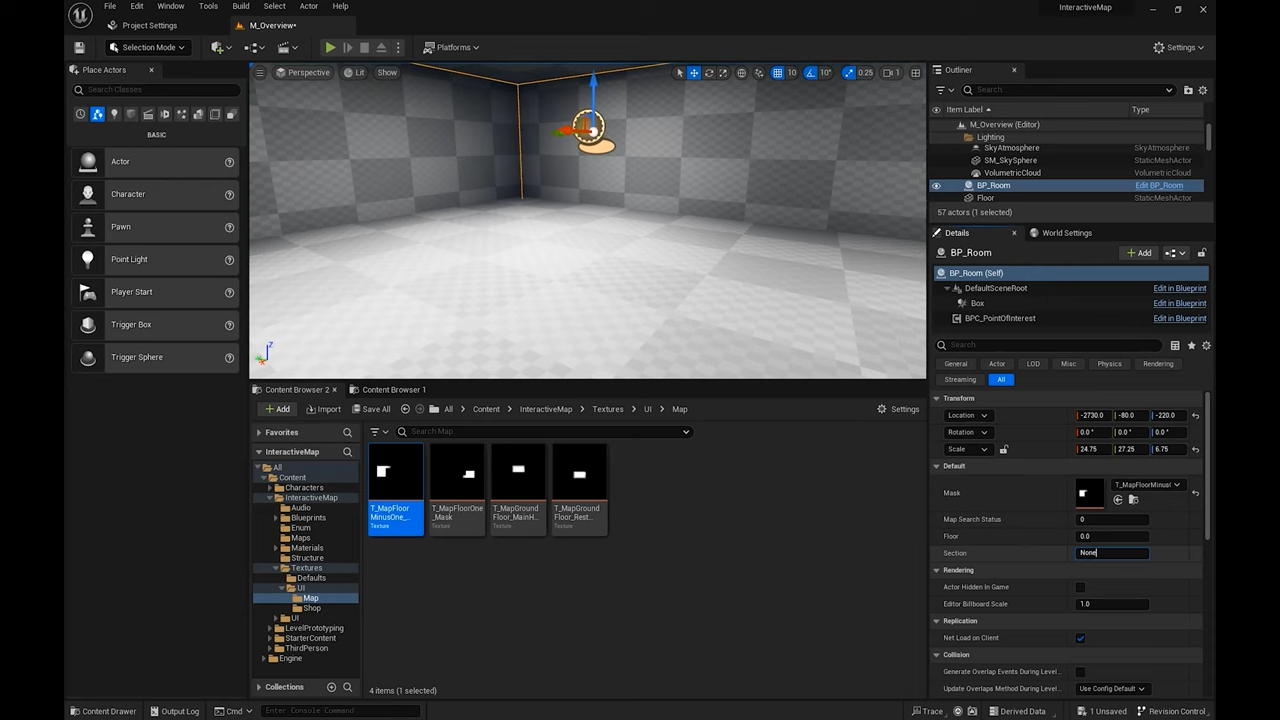 File Edit Window Tools Build Select Actor Help
InteractiveMap
Project Settings
M_Overview*
Selection Mode
Platforms
Settings
Place Actors
Search Classes
BASIC
Actor
Character
Pawn
Point Light
Player Start
Trigger Box
Trigger Sphere
Perspective
Lit
Show
10
10°
0.25
1
Z
Outliner
Search...
Item Label
Type
M_Overview (Editor)
Lighting
SkyAtmosphere SkyAtmosphere
SM_SkySphere StaticMeshActor
VolumetricCloud VolumetricCloud
BP_Room Edit BP_Room
Floor StaticMeshActor
57 actors (1 selected)
Details
World Settings
BP_Room
Add
BP_Room (Self)
DefaultSceneRoot Edit in Blueprint
Box Edit in Blueprint
BPC_PointOfInterest Edit in Blueprint
Search
General Actor LOD Misc Physics Rendering
Streaming All
Transform
Location -2730.0 -80.0 -220.0
Rotation 0.0 ° 0.0 ° 0.0 °
Scale 24.75 27.25 6.75
Default
Mask T_MapFloorMinus(
Map Search Status 0
Floor 0.0
Section None
Rendering
Actor Hidden In Game
Editor Billboard Scale 1.0
Replication
Net Load on Client
Collision
Generate Overlap Events During Level...
Update Overlaps Method During Level... Use Config Default
Content Browser 2
Content Browser 1
Add
Import
Save All
All Content InteractiveMap Textures UI Map
Settings
Favorites
InteractiveMap
All
Content
Characters
InteractiveMap
Audio
Blueprints
Enum
Maps
Materials
Structure
Textures
Defaults
UI
Map
Shop
UI
LevelPrototyping
StarterContent
ThirdPerson
Engine
Collections
Search Map
T_MapFloor
MinusOne_...
Texture
T_MapFloorOne
_Mask
Texture
T_MapGround
Floor_MainH...
Texture
T_MapGround
Floor_Rest...
Texture
4 items (1 selected)
Content Drawer
Output Log
Cmd
Enter Console Command
Trace
Derived Data
1 Unsaved
Revision Control